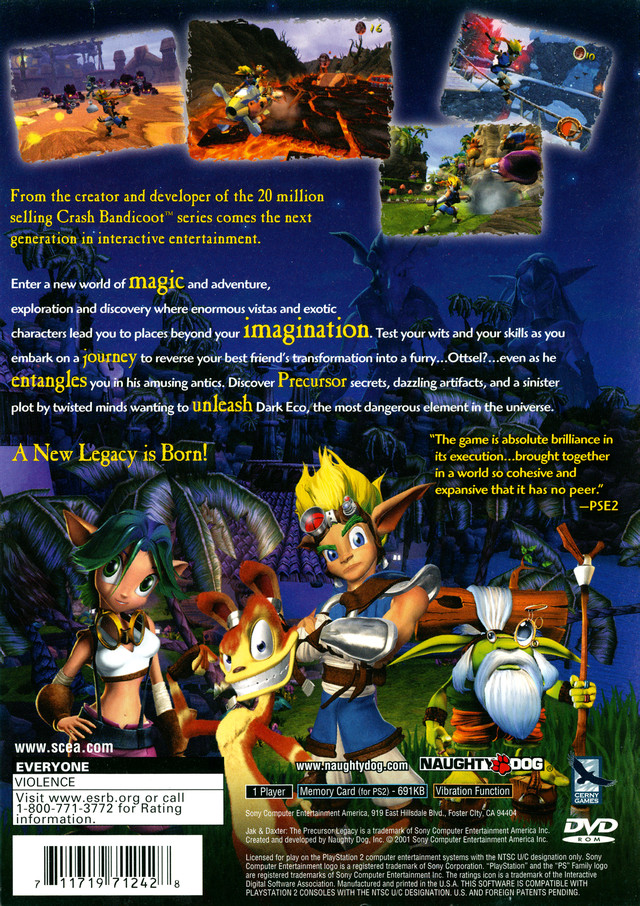 16
10
From the creator and developer of the 20 million
selling Crash Bandicoot™ series comes the next
generation in interactive entertainment.
Enter a new world of magic and adventure,
exploration and discovery where enormous vistas and exotic
characters lead you to places beyond your imagination. Test your wits and your skills as you
embark on a journey to reverse your best friend's transformation into a furry...Ottsel?...even as he
entangles you in his amusing antics. Discover Precursor secrets, dazzling artifacts, and a sinister
plot by twisted minds wanting to unleash Dark Eco, the most dangerous element in the universe.
A New Legacy is Born!
"The game is absolute brilliance in
its execution...brought together
in a world so cohesive and
expansive that it has no peer."
—PSE2
www.scea.com
EVERYONE
VIOLENCE
Visit www.esrb.org or call
1-800-771-3772 for Rating
information.
www.naughtydog.com
NAUGHTY DOG
CERNY
GAMES
1 Player
Memory Card (for PS2) - 691KB
Vibration Function
Sony Computer Entertainment America, 919 East Hillsdale Blvd., Foster City, CA 94404
Jak & Daxter: The Precursor Legacy is a trademark of Sony Computer Entertainment America Inc.
Created and developed by Naughty Dog, Inc. © 2001 Sony Computer Entertainment America Inc.
DVD
ROM
Licensed for play on the PlayStation 2 computer entertainment systems with the NTSC U/C designation only. Sony
Computer Entertainment logo is a registered trademark of Sony Corporation. "PlayStation" and the "PS" Family logo
are registered trademarks of Sony Computer Entertainment Inc. The ratings icon is a trademark of the Interactive
Digital Software Association. Manufactured and printed in the U.S.A. THIS SOFTWARE IS COMPATIBLE WITH
PLAYSTATION 2 CONSOLES WITH THE NTSC U/C DESIGNATION. U.S. AND FOREIGN PATENTS PENDING.
7 11719 71242 8